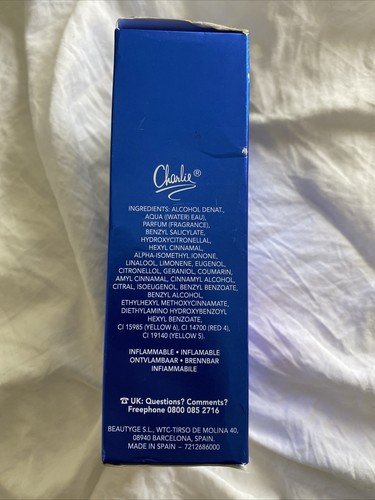 Charlie®
INGREDIENTS: ALCOHOL DENAT.,
AQUA ((WATER) EAU),
PARFUM (FRAGRANCE),
BENZYL SALICYLATE,
HYDROXYCITRONELLAL,
HEXYL CINNAMAL,
ALPHA-ISOMETHYL IONONE,
LINALOOL, LIMONENE, EUGENOL,
CITRONELLOL, GERANIOL, COUMARIN,
AMYL CINNAMAL, CINNAMYL ALCOHOL,
CITRAL, ISOEUGENOL, BENZYL BENZOATE,
BENZYL ALCOHOL,
ETHYLHEXYL METHOXYCINNAMATE,
DIETHYLAMINO HYDROXYBENZOYL
HEXYL BENZOATE,
CI 15985 (YELLOW 6), CI 14700 (RED 4),
CI 19140 (YELLOW 5).
INFLAMMABLE • INFLAMABLE
ONTVLAMBAAR • BRENNBAR
INFIAMMABILE
☎ UK: Questions? Comments?
Freephone 0800 085 2716
BEAUTYGE S.L., WTC-TIRSO DE MOLINA 40,
08940 BARCELONA, SPAIN.
MADE IN SPAIN – 7212686000